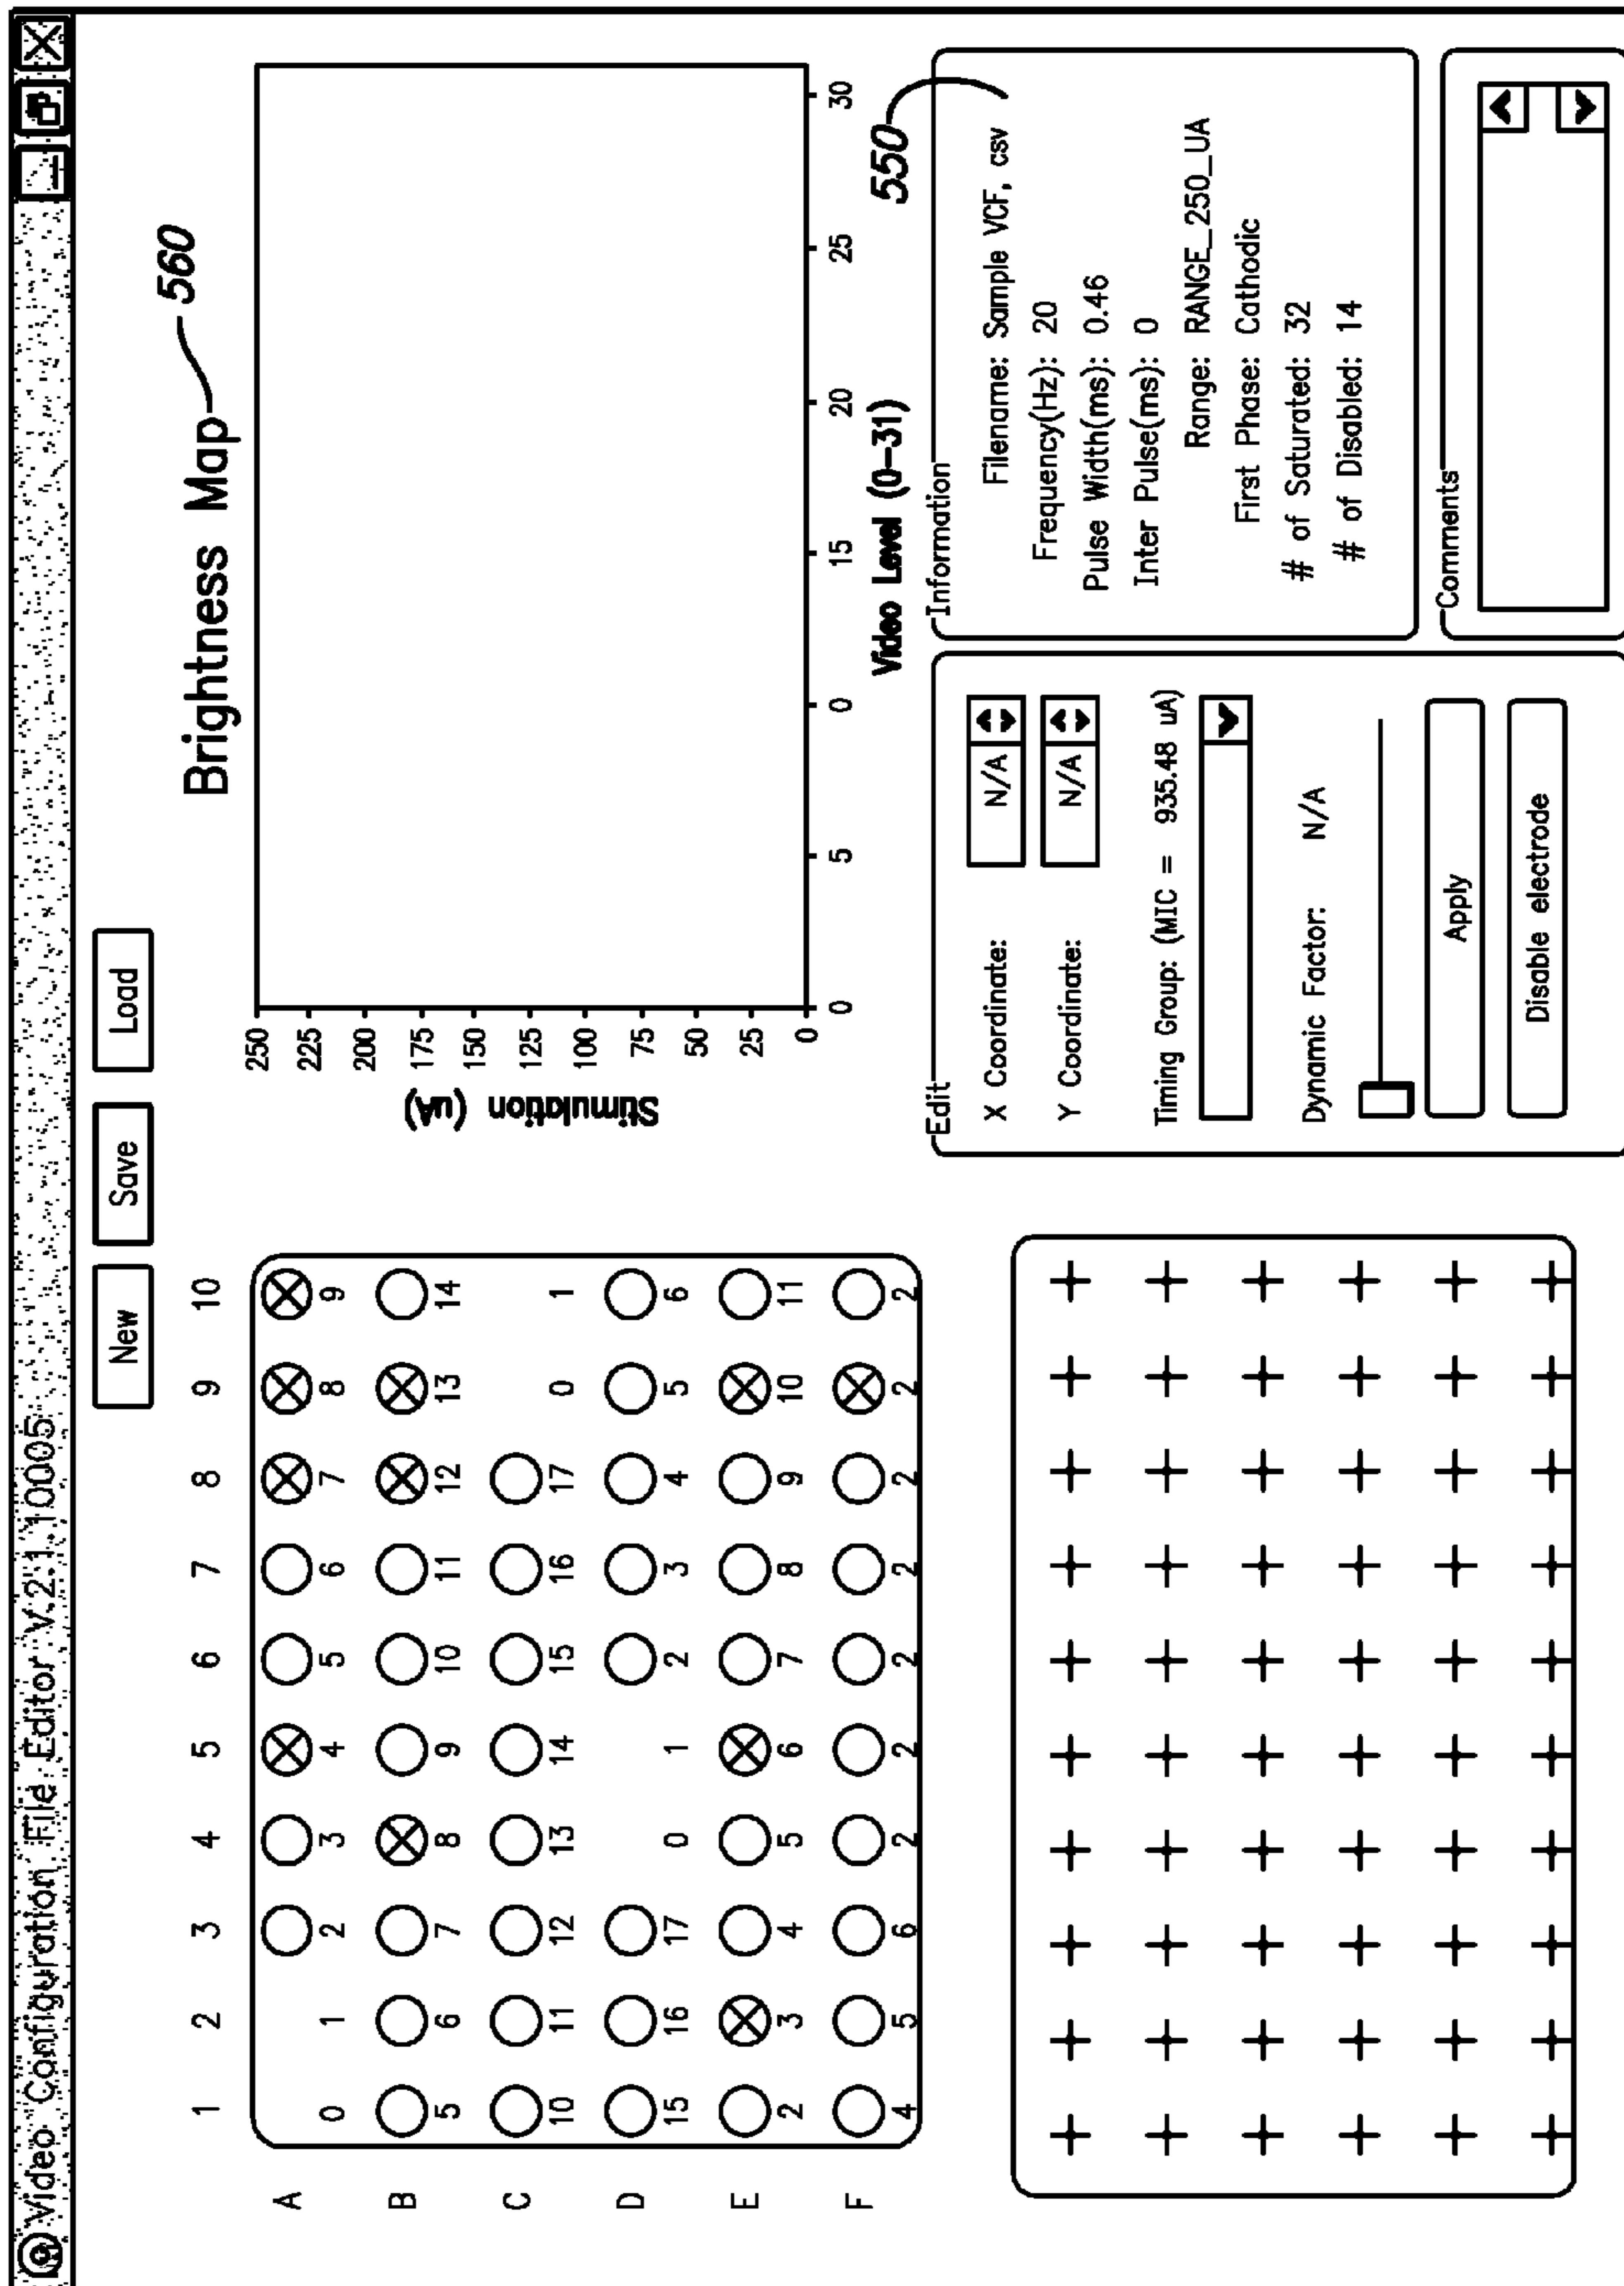 Video Configuration File Editor V.2.1.10005
New
Save
Load
1 2 3 4 5 6 7 8 9 10
A
0 1 2 3 4 5 6 7 8 9
B
5 6 7 8 9 10 11 12 13 14
C
10 11 12 13 14 15 16 17 0 1
D
15 16 17 0 1 2 3 4 5 6
E
2 3 4 5 6 7 8 9 10 11
F
4 5 6 2 2 2 2 2 2 2
Brightness Map
560
Stimulation (uA)
250
225
200
175
150
125
100
75
50
25
0
0 5 0 15 20 25 30
Video Level (0-31)
550
Edit
X Coordinate: N/A
Y Coordinate: N/A
Timing Group: (MIC = 935.48 uA)
Dynamic Factor: N/A
Apply
Disable electrode
Information
Filename: Sample VCF, csv
Frequency(Hz): 20
Pulse Width(ms): 0.46
Inter Pulse(ms): 0
Range: RANGE_250_UA
First Phase: Cathodic
# of Saturated: 32
# of Disabled: 14
Comments